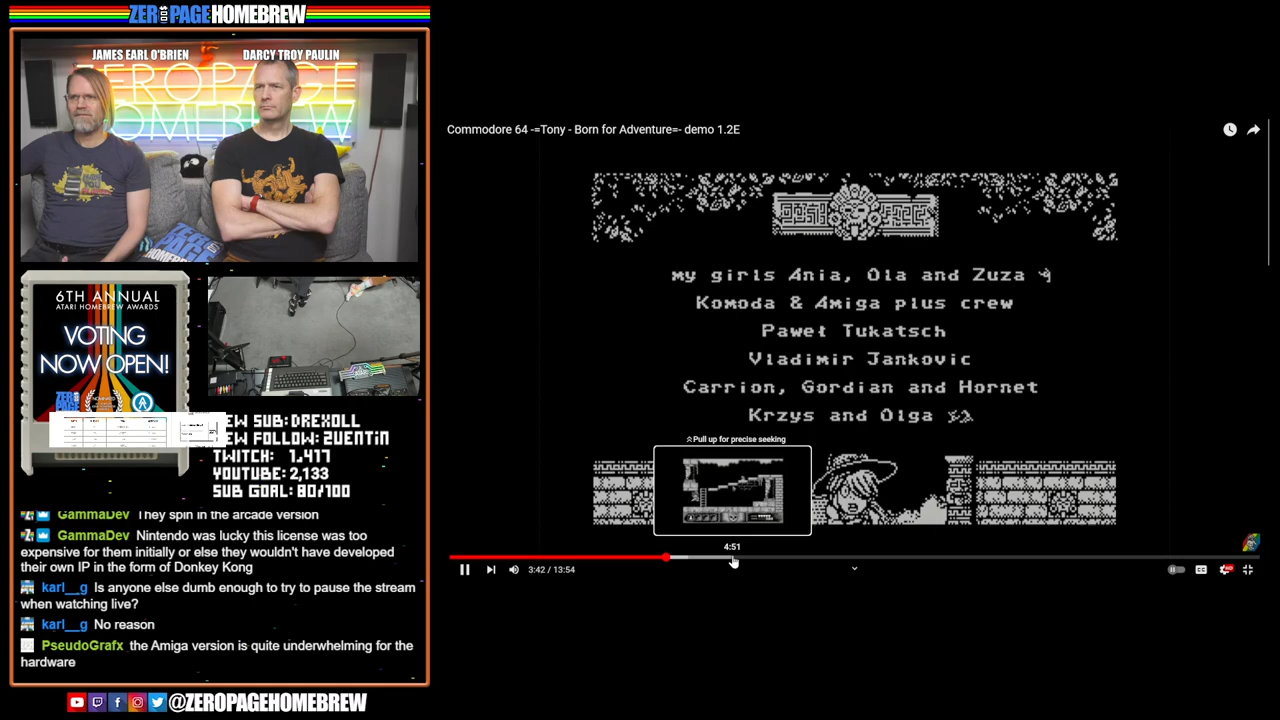 ZEROPAGE HOMEBREW
JAMES EARL O'BRIEN
DARCY TROY PAULIN
ZEROPAGE
HOMEBREW
6TH ANNUAL
ATARI HOMEBREW AWARDS
VOTING
NOW OPEN!
SUB: DREXOLL
FOLLOW: ZUENTIN
TWITCH: 1,417
YOUTUBE: 2,133
SUB GOAL: 80/100
GammaDev They spin in the arcade version
GammaDev Nintendo was lucky this license was too
expensive for them initially or else they wouldn't have developed
their own IP in the form of Donkey Kong
karl__g Is anyone else dumb enough to try to pause the stream
when watching live?
karl__g No reason
PseudoGrafx the Amiga version is quite underwhelming for the
hardware
@ZEROPAGEHOMEBREW
Commodore 64 -=Tony - Born for Adventure=- demo 1.2E
my girls Ania, Ola and Zuza
Komoda & Amiga plus crew
Paweł Tukatsch
Vladimir Jankovic
Carrion, Gordian and Hornet
Krzys and Olga
Pull up for precise seeking
4:51
3:42 / 13:54